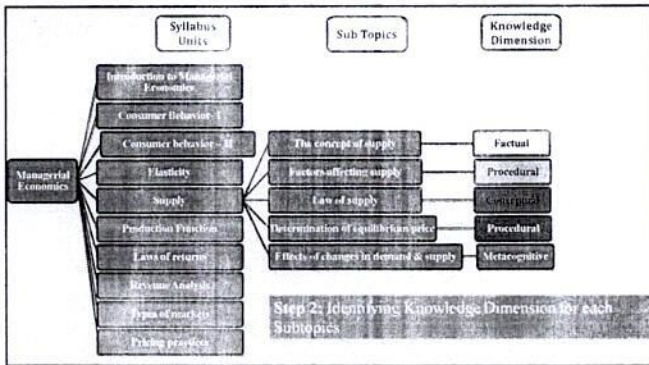 Syllabus
Units
Sub Topics
Knowledge
Dimension
Managerial
Economics
Introduction to Managerial
Economics
Consumer Behavior- I
Consumer behavior – II
Elasticity
Supply
Production Function
Laws of returns
Revenue Analysis
Types of markets
Pricing practices
The concept of supply
Factors affecting supply
Law of supply
Determination of equilibrian price
Effects of changes in demand & supply
Factual
Procedural
Conceptual
Procedural
Metacognitive
Step 2: Identifying Knowledge Dimension for each
Subtopics